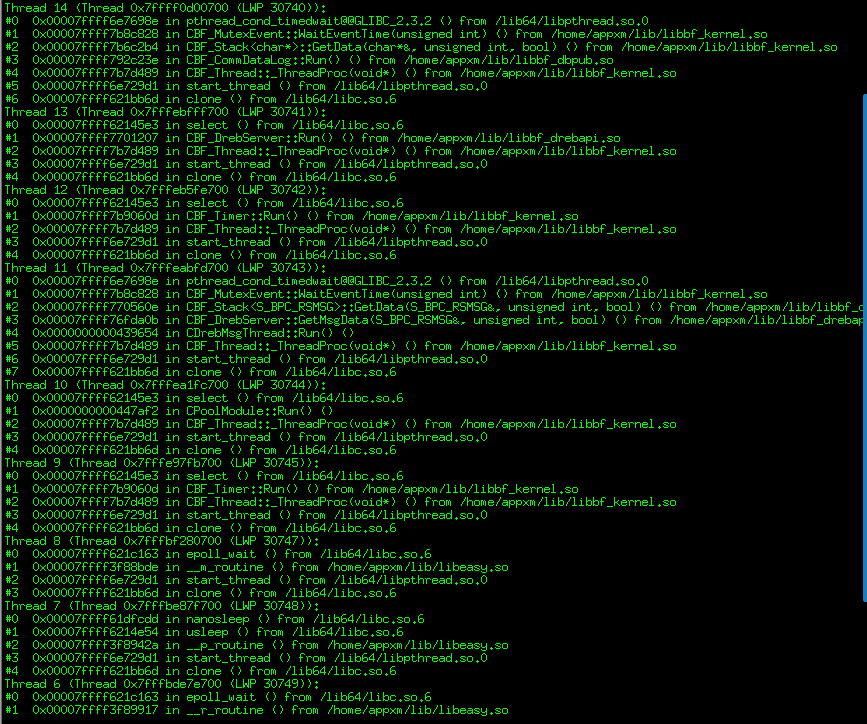 Thread 14 (Thread 0x7ffff0d00700 (LWP 30740)):
#0  0x00007ffff6e7698e in pthread_cond_timedwait@@GLIBC_2.3.2 () from /lib64/libpthread.so.0
#1  0x00007ffff7b8c828 in CBF_MutexEvent::WaitEventTime(unsigned int) () from /home/appxm/lib/libbf_kernel.so
#2  0x00007ffff7b6c2b4 in CBF_Stack<char*>::GetData(char*&, unsigned int, bool) () from /home/appxm/lib/libbf_kernel.so
#3  0x00007ffff792c23e in CBF_CommDataLog::Run() () from /home/appxm/lib/libbf_dbpub.so
#4  0x00007ffff7b7d489 in CBF_Thread::_ThreadProc(void*) () from /home/appxm/lib/libbf_kernel.so
#5  0x00007ffff6e729d1 in start_thread () from /lib64/libpthread.so.0
#6  0x00007ffff621bb6d in clone () from /lib64/libc.so.6
Thread 13 (Thread 0x7fffebfff700 (LWP 30741)):
#0  0x00007ffff62145e3 in select () from /lib64/libc.so.6
#1  0x00007ffff7701207 in CBF_DrebServer::Run() () from /home/appxm/lib/libbf_drebapi.so
#2  0x00007ffff7b7d489 in CBF_Thread::_ThreadProc(void*) () from /home/appxm/lib/libbf_kernel.so
#3  0x00007ffff6e729d1 in start_thread () from /lib64/libpthread.so.0
#4  0x00007ffff621bb6d in clone () from /lib64/libc.so.6
Thread 12 (Thread 0x7fffeb5fe700 (LWP 30742)):
#0  0x00007ffff62145e3 in select () from /lib64/libc.so.6
#1  0x00007ffff7b9060d in CBF_Timer::Run() () from /home/appxm/lib/libbf_kernel.so
#2  0x00007ffff7b7d489 in CBF_Thread::_ThreadProc(void*) () from /home/appxm/lib/libbf_kernel.so
#3  0x00007ffff6e729d1 in start_thread () from /lib64/libpthread.so.0
#4  0x00007ffff621bb6d in clone () from /lib64/libc.so.6
Thread 11 (Thread 0x7fffeabfd700 (LWP 30743)):
#0  0x00007ffff6e7698e in pthread_cond_timedwait@@GLIBC_2.3.2 () from /lib64/libpthread.so.0
#1  0x00007ffff7b8c828 in CBF_MutexEvent::WaitEventTime(unsigned int) () from /home/appxm/lib/libbf_kernel.so
#2  0x00007ffff770560e in CBF_Stack<S_BPC_RSMSG>::GetData(S_BPC_RSMSG&, unsigned int, bool) () from /home/appxm/lib/libbf_d
#3  0x00007ffff76fda0b in CBF_DrebServer::GetMsgData(S_BPC_RSMSG&, unsigned int, bool) () from /home/appxm/lib/libbf_drebap
#4  0x0000000000439654 in CDreMsgThread::Run() ()
#5  0x00007ffff7b7d489 in CBF_Thread::_ThreadProc(void*) () from /home/appxm/lib/libbf_kernel.so
#6  0x00007ffff6e729d1 in start_thread () from /lib64/libpthread.so.0
#7  0x00007ffff621bb6d in clone () from /lib64/libc.so.6
Thread 10 (Thread 0x7fffea1fc700 (LWP 30744)):
#0  0x00007ffff62145e3 in select () from /lib64/libc.so.6
#1  0x0000000000447af2 in CPoolModule::Run() ()
#2  0x00007ffff7b7d489 in CBF_Thread::_ThreadProc(void*) () from /home/appxm/lib/libbf_kernel.so
#3  0x00007ffff6e729d1 in start_thread () from /lib64/libpthread.so.0
#4  0x00007ffff621bb6d in clone () from /lib64/libc.so.6
Thread 9 (Thread 0x7fffe97fb700 (LWP 30745)):
#0  0x00007ffff62145e3 in select () from /lib64/libc.so.6
#1  0x00007ffff7b9060d in CBF_Timer::Run() () from /home/appxm/lib/libbf_kernel.so
#2  0x00007ffff7b7d489 in CBF_Thread::_ThreadProc(void*) () from /home/appxm/lib/libbf_kernel.so
#3  0x00007ffff6e729d1 in start_thread () from /lib64/libpthread.so.0
#4  0x00007ffff621bb6d in clone () from /lib64/libc.so.6
Thread 8 (Thread 0x7fffbf280700 (LWP 30747)):
#0  0x00007ffff621c163 in epoll_wait () from /lib64/libc.so.6
#1  0x00007ffff3f88bde in __m_routine () from /home/appxm/lib/libeasy.so
#2  0x00007ffff6e729d1 in start_thread () from /lib64/libpthread.so.0
#3  0x00007ffff621bb6d in clone () from /lib64/libc.so.6
Thread 7 (Thread 0x7fffbe87f700 (LWP 30748)):
#0  0x00007ffff61dfcdd in nanosleep () from /lib64/libc.so.6
#1  0x00007ffff6214e54 in usleep () from /lib64/libc.so.6
#2  0x00007ffff3f8942a in __p_routine () from /home/appxm/lib/libeasy.so
#3  0x00007ffff6e729d1 in start_thread () from /lib64/libpthread.so.0
#4  0x00007ffff621bb6d in clone () from /lib64/libc.so.6
Thread 6 (Thread 0x7fffbde7e700 (LWP 30749)):
#0  0x00007ffff621c163 in epoll_wait () from /lib64/libc.so.6
#1  0x00007ffff3f89917 in __r_routine () from /home/appxm/lib/libeasy.so